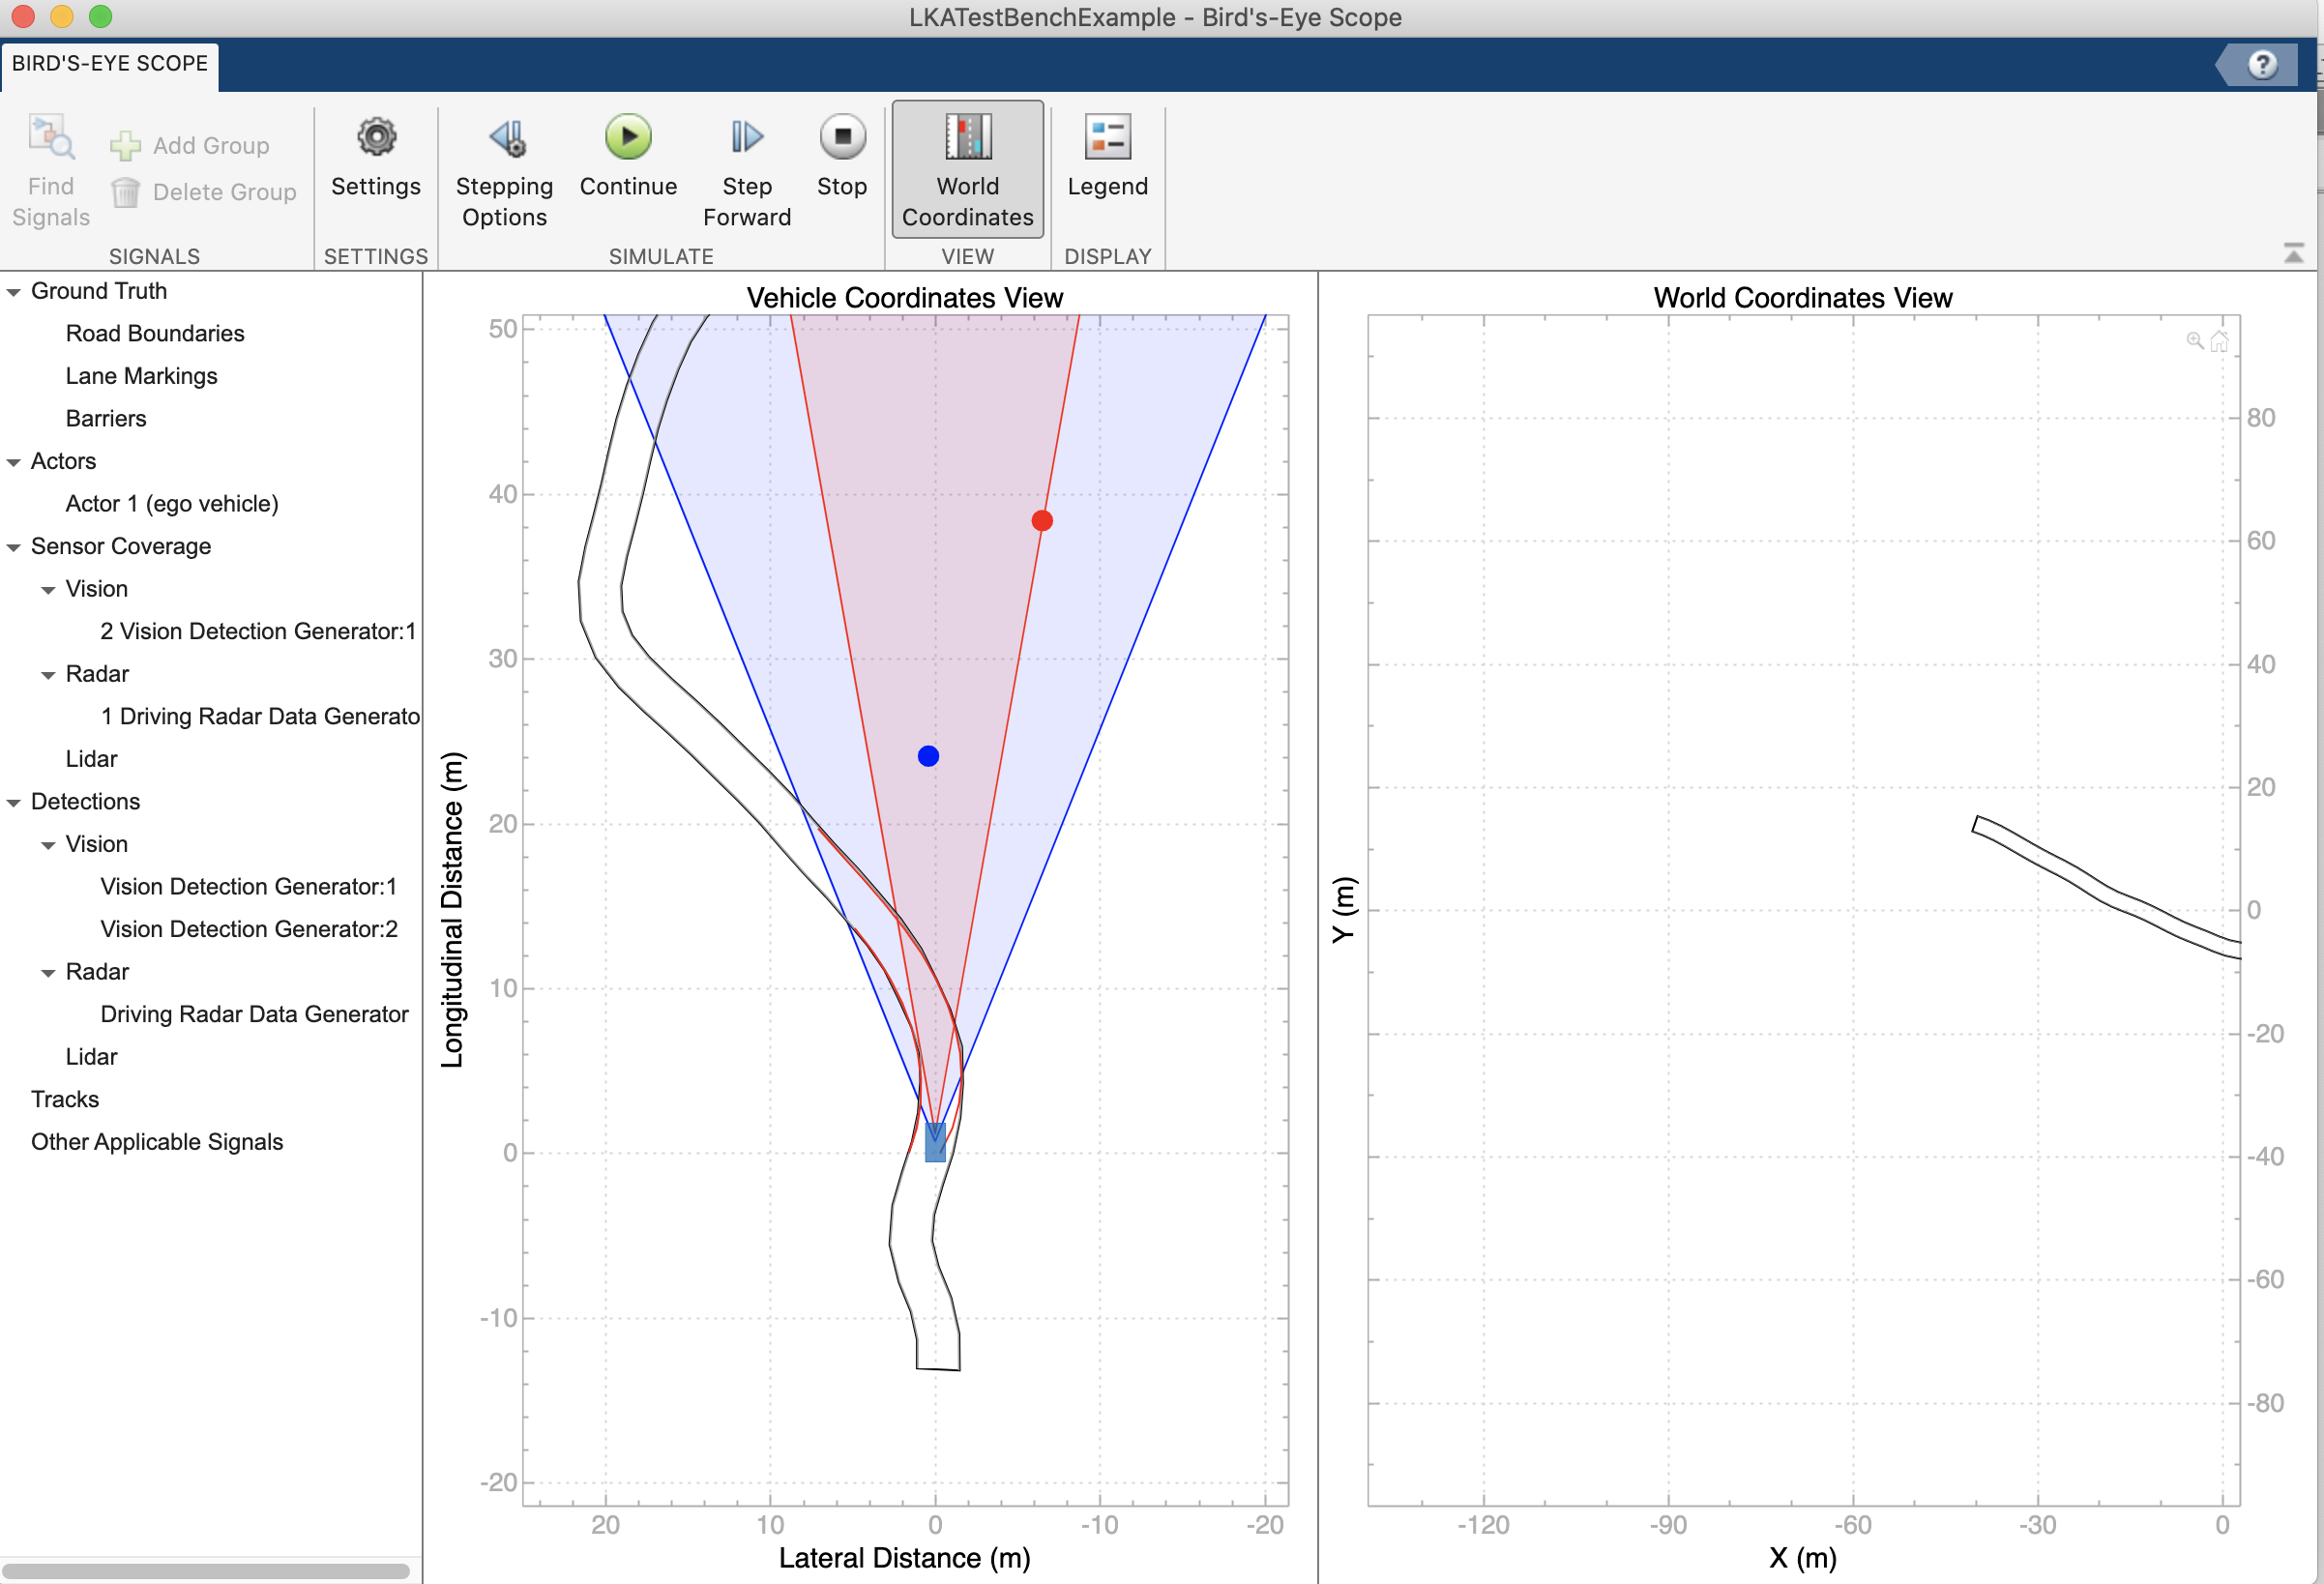 LKATestBenchExample - Bird's-Eye Scope
BIRD'S-EYE SCOPE
?
Find
Signals
Add Group
Delete Group
Settings
Stepping
Options
Continue
Step
Forward
Stop
World
Coordinates
Legend
SIGNALS
SETTINGS
SIMULATE
VIEW
DISPLAY
Ground Truth
Road Boundaries
Lane Markings
Barriers
Actors
Actor 1 (ego vehicle)
Sensor Coverage
Vision
2 Vision Detection Generator:1
Radar
1 Driving Radar Data Generato
Lidar
Detections
Vision
Vision Detection Generator:1
Vision Detection Generator:2
Radar
Driving Radar Data Generator
Lidar
Tracks
Other Applicable Signals
Vehicle Coordinates View
Longitudinal Distance (m)
50
40
30
20
10
0
-10
-20
20 10 0 -10 -20
Lateral Distance (m)
World Coordinates View
Y (m)
80
60
40
20
0
-20
-40
-60
-80
-120 -90 -60 -30 0
X (m)